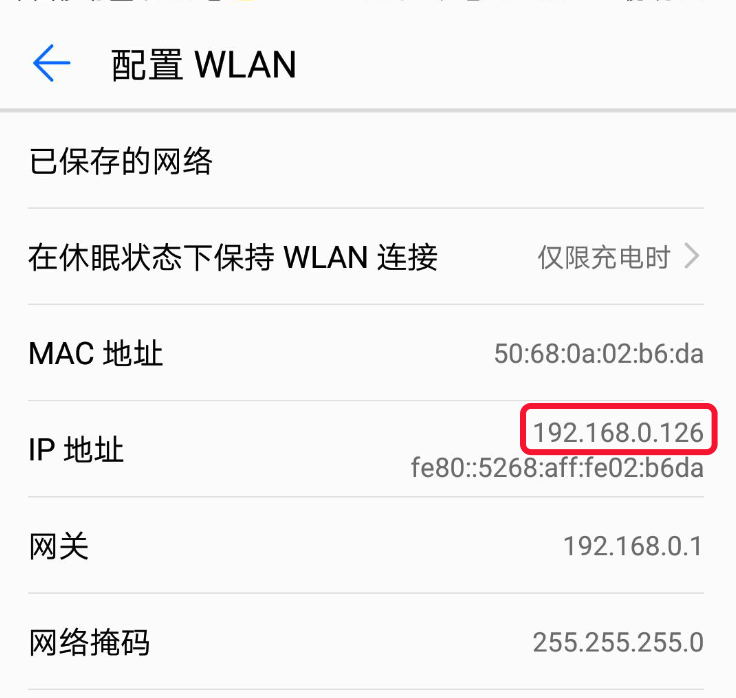 配置 WLAN
已保存的网络
在休眠状态下保持 WLAN 连接 仅限充电时
MAC 地址 50:68:0a:02:b6:da
IP 地址 192.168.0.126
fe80::5268:aff:fe02:b6da
网关 192.168.0.1
网络掩码 255.255.255.0